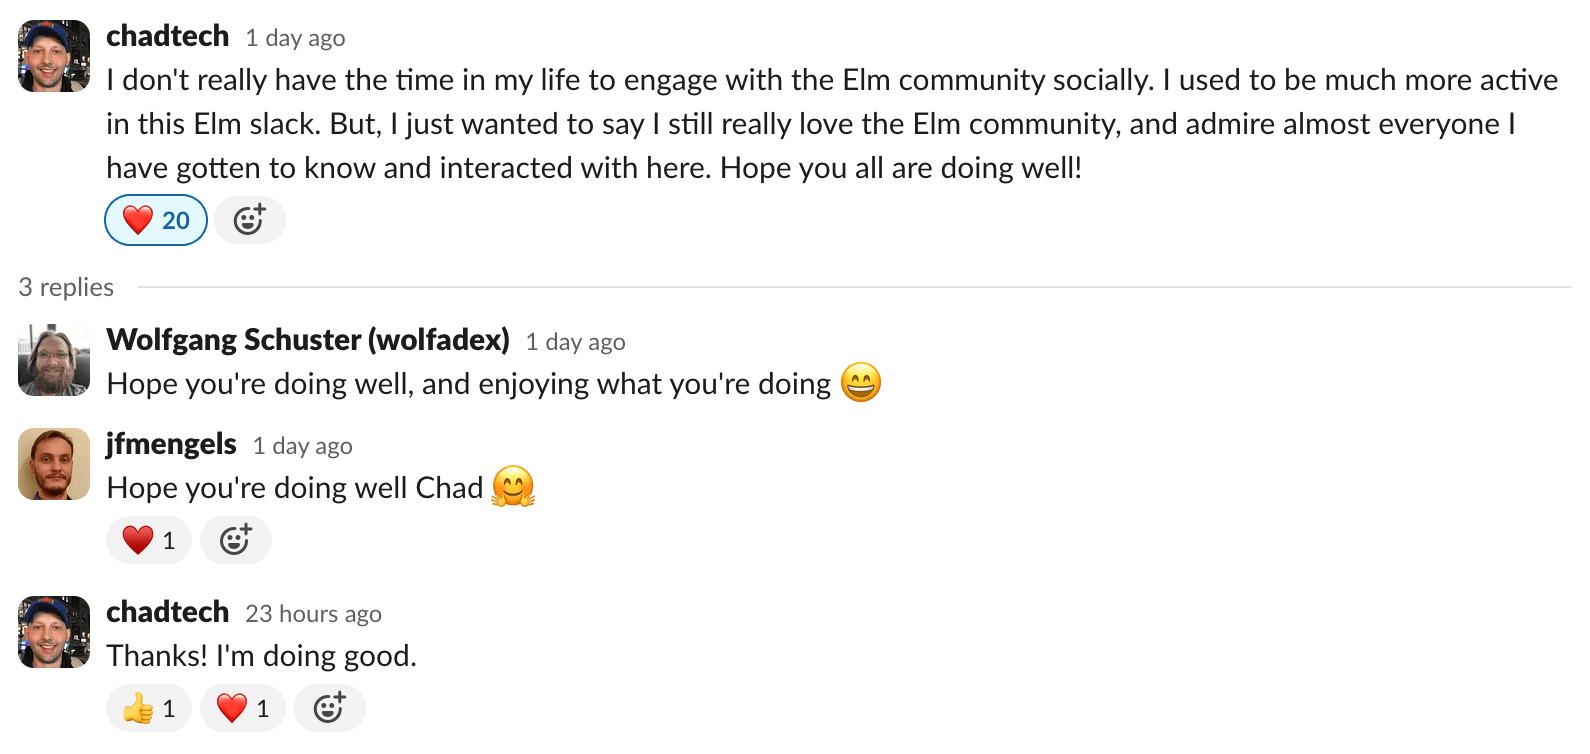 chadtech 1 day ago
I don't really have the time in my life to engage with the Elm community socially. I used to be much more active
in this Elm slack. But, I just wanted to say I still really love the Elm community, and admire almost everyone I
have gotten to know and interacted with here. Hope you all are doing well!
❤️ 20
3 replies
Wolfgang Schuster (wolfadex) 1 day ago
Hope you're doing well, and enjoying what you're doing 😄
jfmengels 1 day ago
Hope you're doing well Chad 🤗
♥️ 1
chadtech 23 hours ago
Thanks! I'm doing good.
👍 1 ❤️ 1